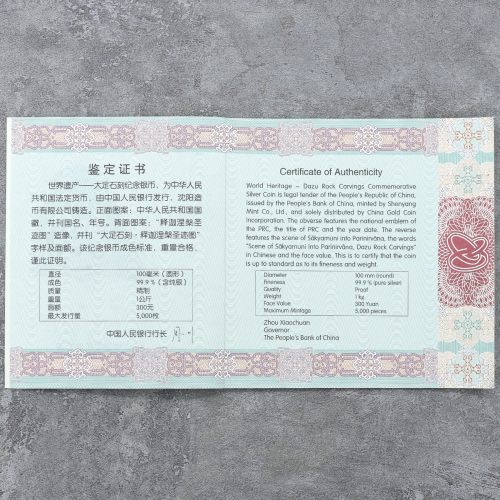 鉴定证书
世界遗产——大足石刻纪念银币，为中华人民
共和国法定货币，由中国人民银行发行，沈阳造
币有限公司铸造。正面图案：中华人民共和国国
徽，并刊国名、年号。背面图案：“释迦涅槃圣
迹图”造像，并刊“大足石刻·释迦涅槃圣迹图”
字样及面额。该纪念银币成色标准，重量合格，
谨此证明。
直径 100毫米（圆形）
成色 99.9％（含纯银）
质量 精制
重量 1公斤
面额 300元
最大发行量 5,000枚
中国人民银行行长
Certificate of Authenticity
World Heritage – Dazu Rock Carvings Commemorative
Silver Coin is legal tender of the People's Republic of China,
issued by the People's Bank of China, minted by Shenyang
Mint Co., Ltd., and solely distributed by China Gold Coin
Incorporation. The obverse features the national emblem of
the PRC, the title of PRC and the year date. The reverse
features the scene of Sākyamuni into Parinirvāna, the words
"Scene of Sākyamuni into Parinirvāna, Dazu Rock Carvings"
in Chinese and the face value. This is to certify that the coin
is up to standard as to its fineness and weight.
Diameter 100 mm (round)
Fineness 99.9 % (pure silver)
Quality Proof
Weight 1 kg
Face Value 300 Yuan
Maximum Mintage 5,000 pieces
Zhou Xiaochuan
Governor
The People's Bank of China